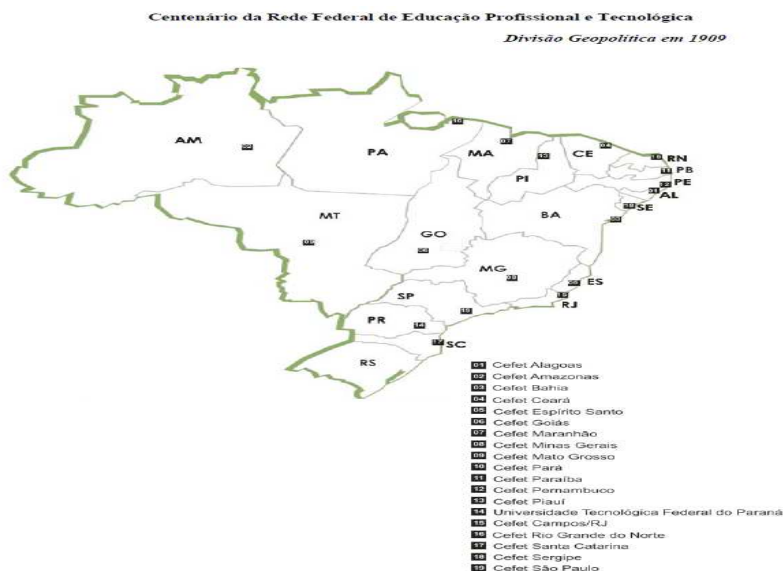 Centenário da Rede Federal de Educação Profissional e Tecnológica
Divisão Geopolítica em 1909
AM
PA
MA
CE
RN
PB
PE
AL
PI
SE
BA
MT
GO
MG
ES
RJ
SP
PR
SC
RS
01 Cefet Alagoas
02 Cefet Amazonas
03 Cefet Bahia
04 Cefet Ceará
05 Cefet Espírito Santo
06 Cefet Goiás
07 Cefet Maranhão
08 Cefet Minas Gerais
09 Cefet Mato Grosso
10 Cefet Pará
11 Cefet Paraíba
12 Cefet Pernambuco
13 Cefet Piauí
14 Universidade Tecnológica Federal do Paraná
15 Cefet Campos/RJ
16 Cefet Rio Grande do Norte
17 Cefet Santa Catarina
18 Cefet Sergipe
19 Cefet São Paulo